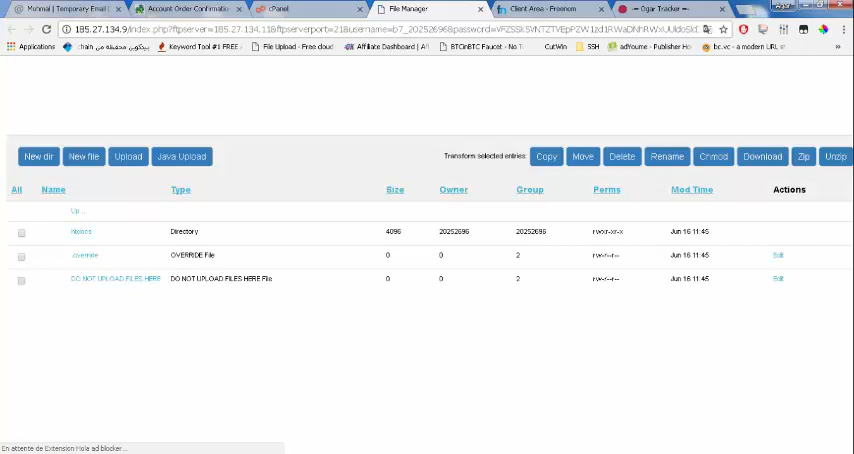 Mohmal | Temporary Email
Account Order Confirmation
cPanel
File Manager
Client Area - Freenom
-= Ogar Tracker =-
Agar
185.27.134.9/index.php?ftpserver=185.27.134.11&ftpserverport=21&username=b7_20252696&password=
Applications
Keyword Tool #1 FREE
File Upload - Free cloud
Affiliate Dashboard | Aff
BTCinBTC Faucet - No Ti
CutWin
SSH
adYoume - Publisher Ho
bc.vc - a modern URL s
New dir New file Upload Java Upload Transform selected entries: Copy Move Delete Rename Chmod Download Zip Unzip
All Name Type Size Owner Group Perms Mod Time Actions
Up ..
htdocs Directory 4096 20252696 20252696 rwxr-xr-x Jun 16 11:45
.override OVERRIDE File 0 0 2 rw-r--r-- Jun 16 11:45 Edit
DO NOT UPLOAD FILES HERE DO NOT UPLOAD FILES HERE File 0 0 2 rw-r--r-- Jun 16 11:45 Edit
En attente de Extension Hola ad blocker...